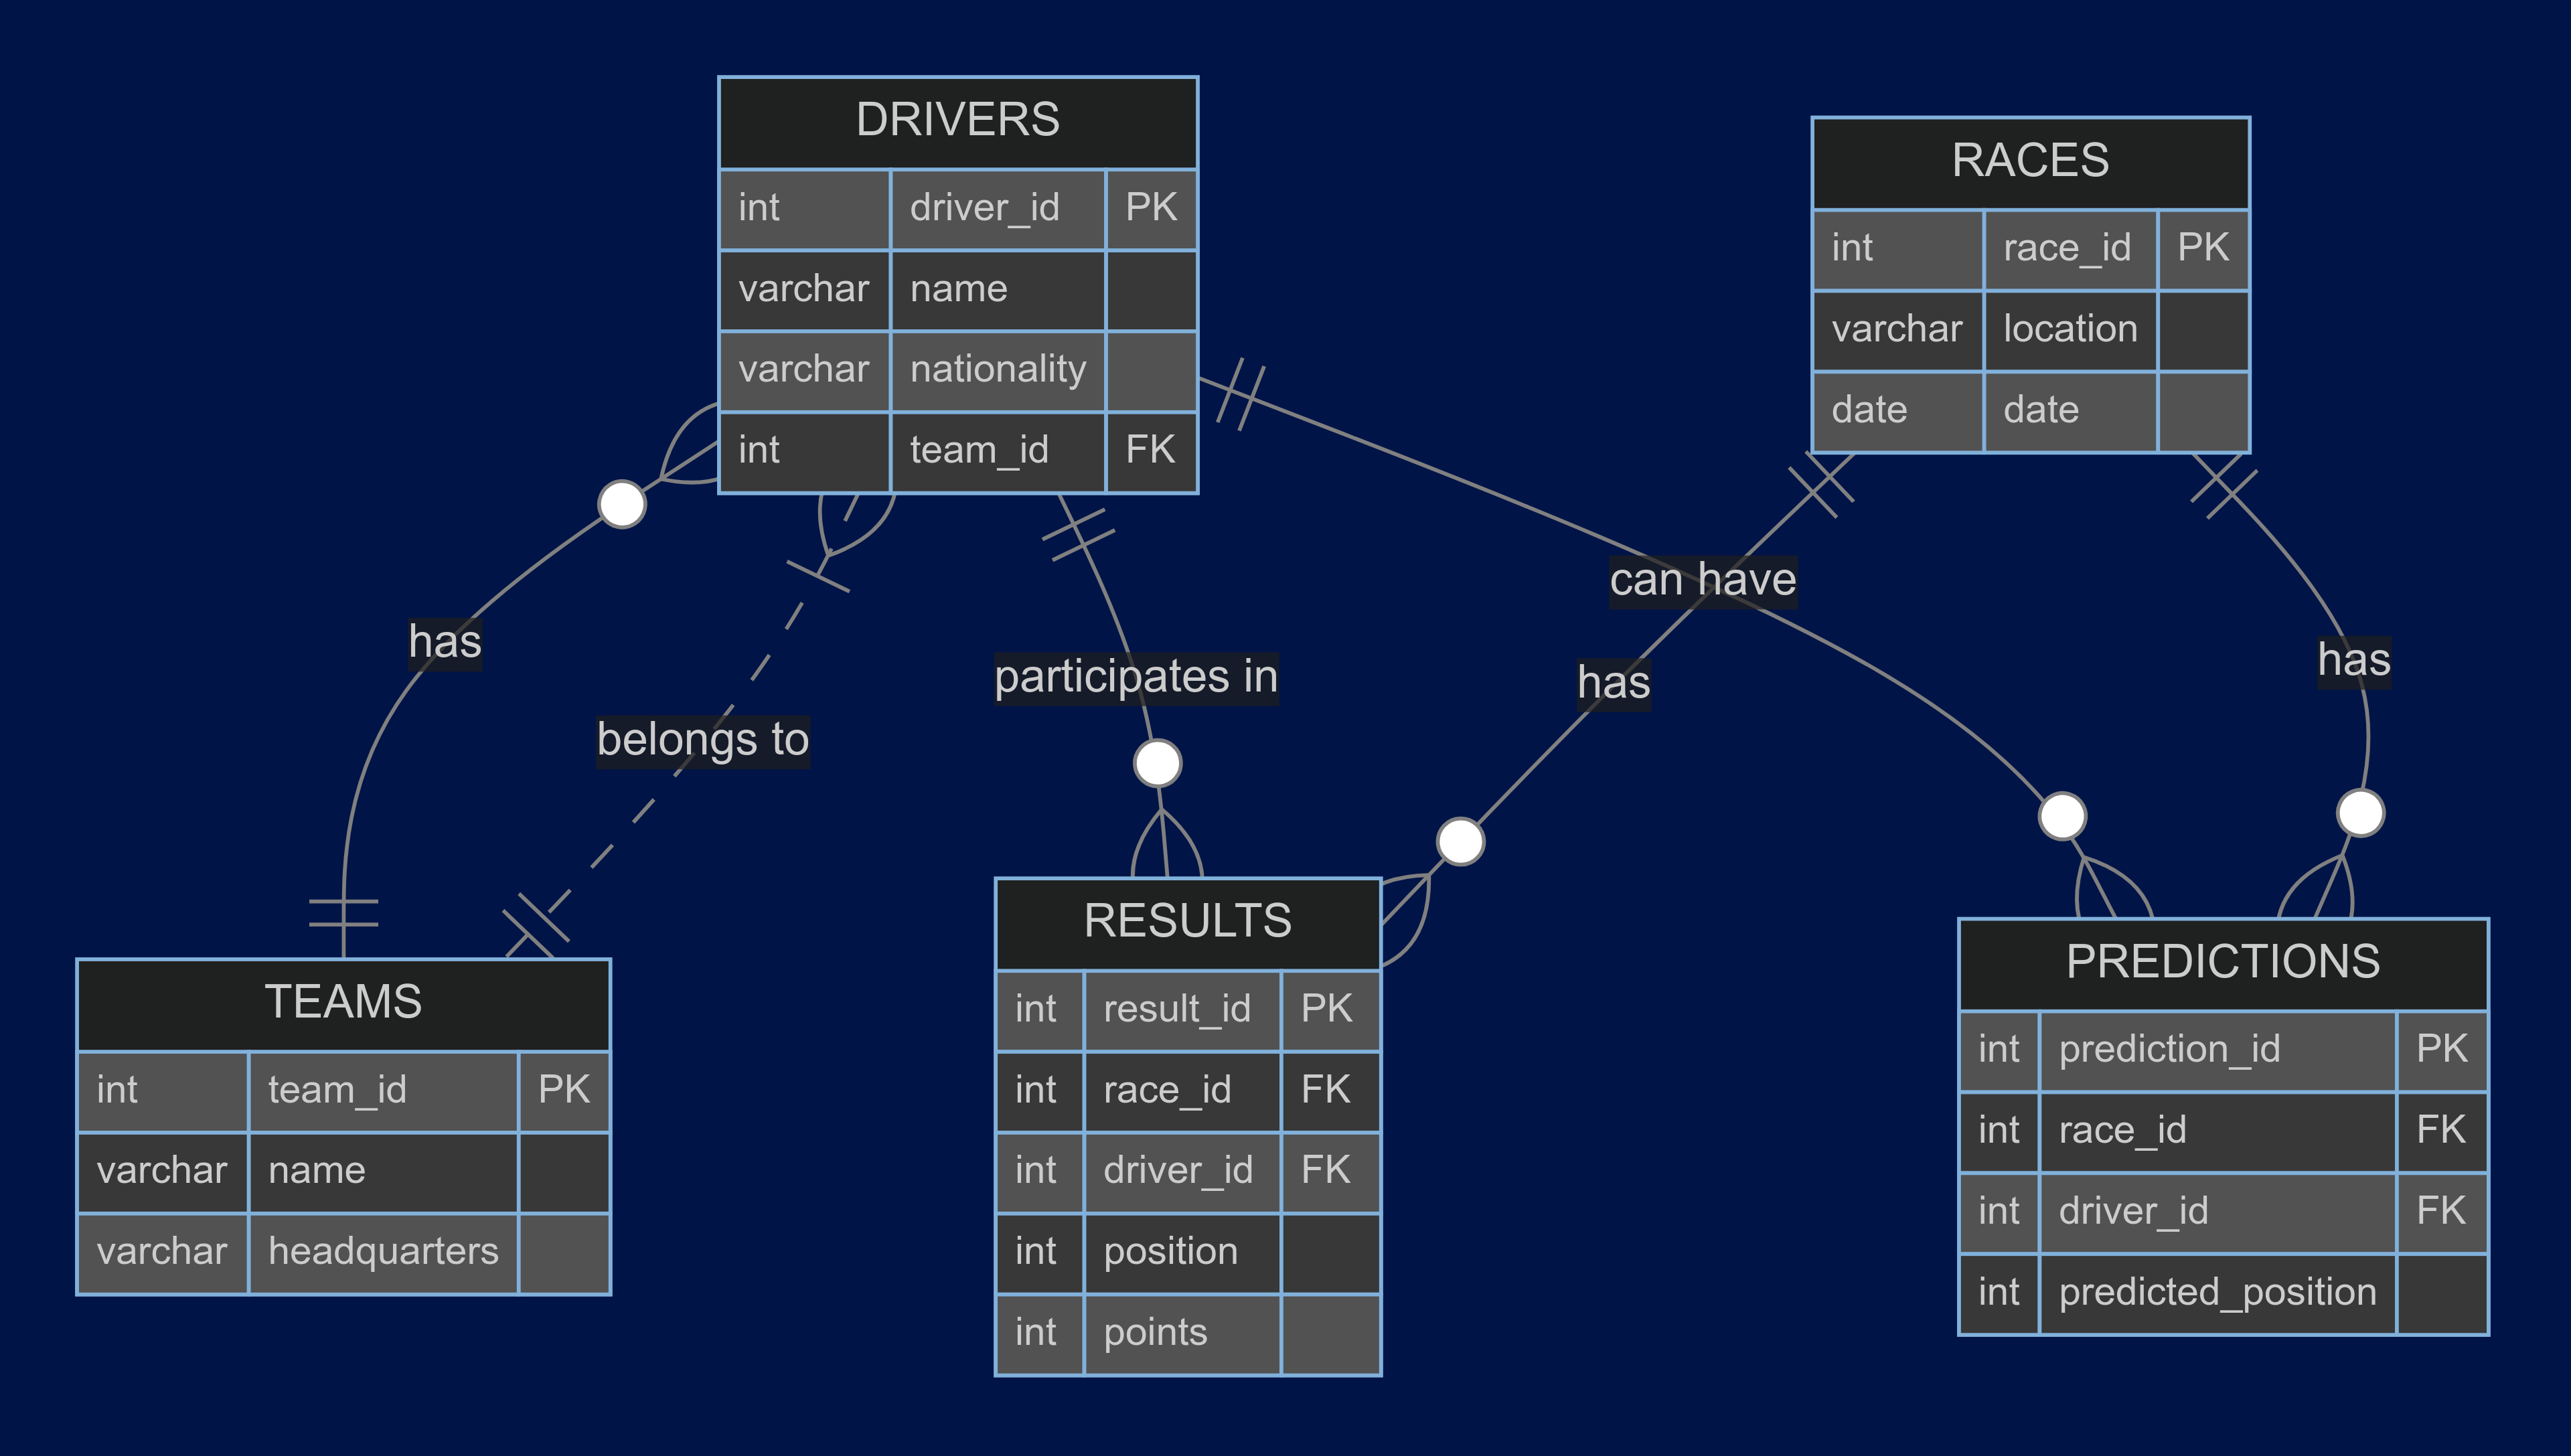 DRIVERS
int driver_id PK
varchar name
varchar nationality
int team_id FK
RACES
int race_id PK
varchar location
date date
has
belongs to
participates in
can have
has
has
TEAMS
int team_id PK
varchar name
varchar headquarters
RESULTS
int result_id PK
int race_id FK
int driver_id FK
int position
int points
PREDICTIONS
int prediction_id PK
int race_id FK
int driver_id FK
int predicted_position